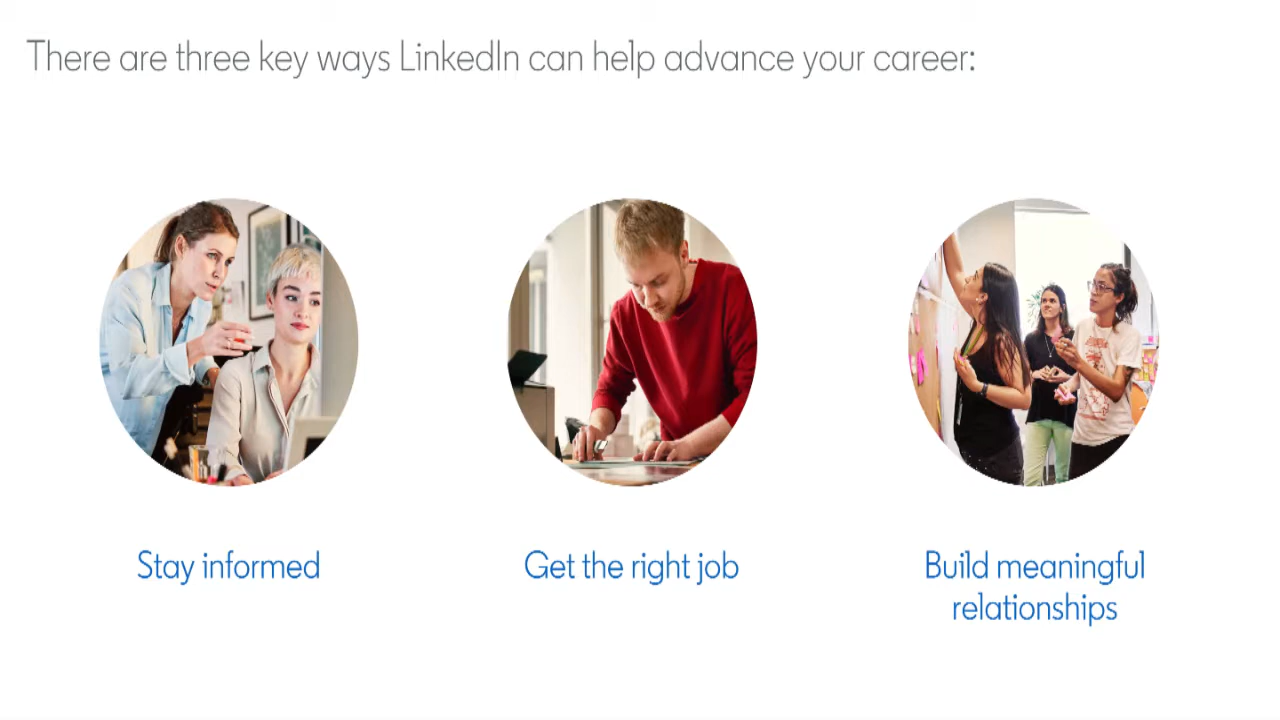 There are three key ways LinkedIn can help advance your career:
Stay informed
Get the right job
Build meaningful
relationships